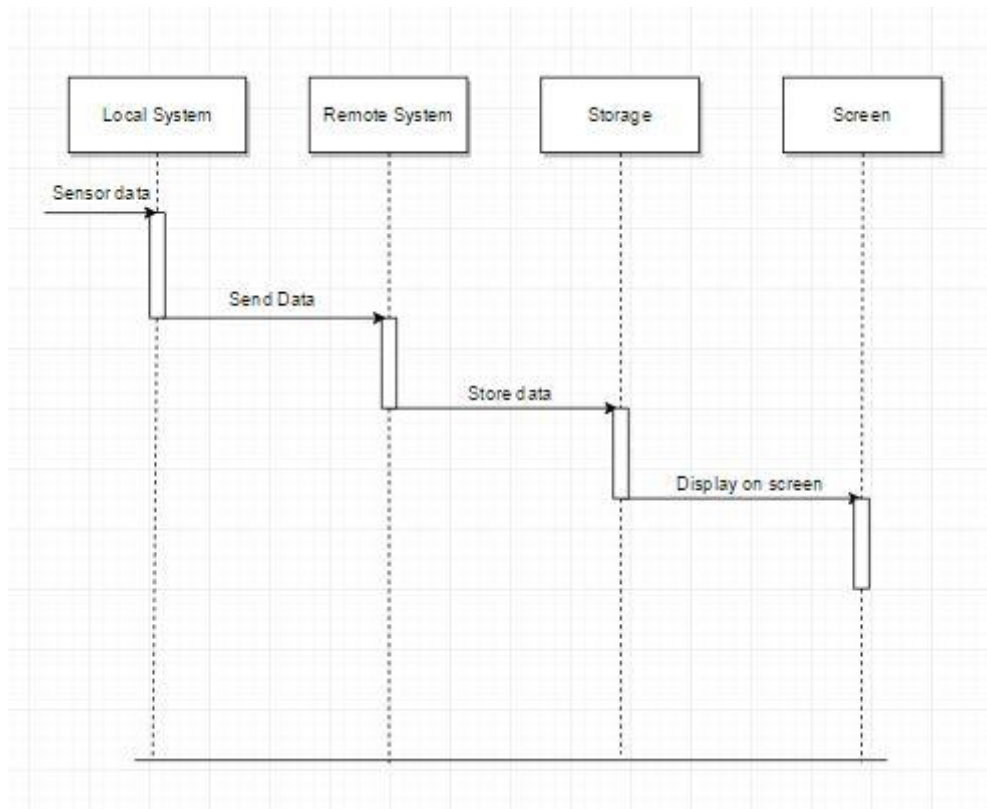 Local System
Remote System
Storage
Screen
Sensor data
Send Data
Store data
Display on screen